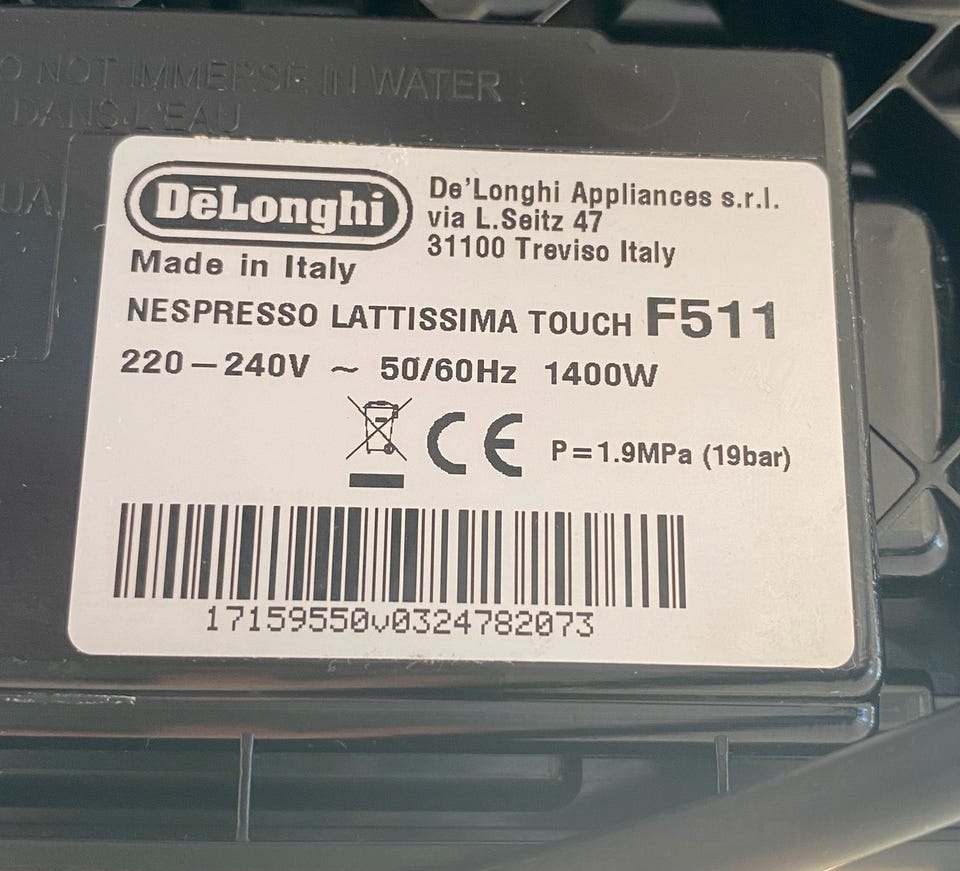 O NOT IMMERSE IN WATER
DANS L'EAU
UA
DēLonghi
Made in Italy
De'Longhi Appliances s.r.l.
via L.Seitz 47
31100 Treviso Italy
NESPRESSO LATTISSIMA TOUCH F511
220–240V ~ 50/60Hz 1400W
CE P=1.9MPa (19bar)
17159550v0324782073